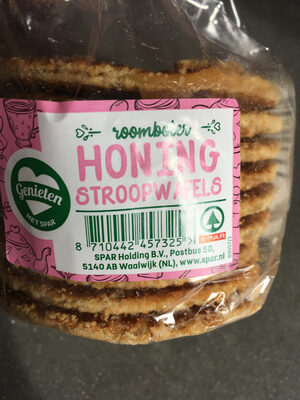 roomboter
HONING
STROOPWAFELS
Genieten
MET SPAR
8 710442 457325 >
SPAR
SPAR Holding B.V., Postbus 50,
5140 AB Waalwijk (NL), www.spar.nl